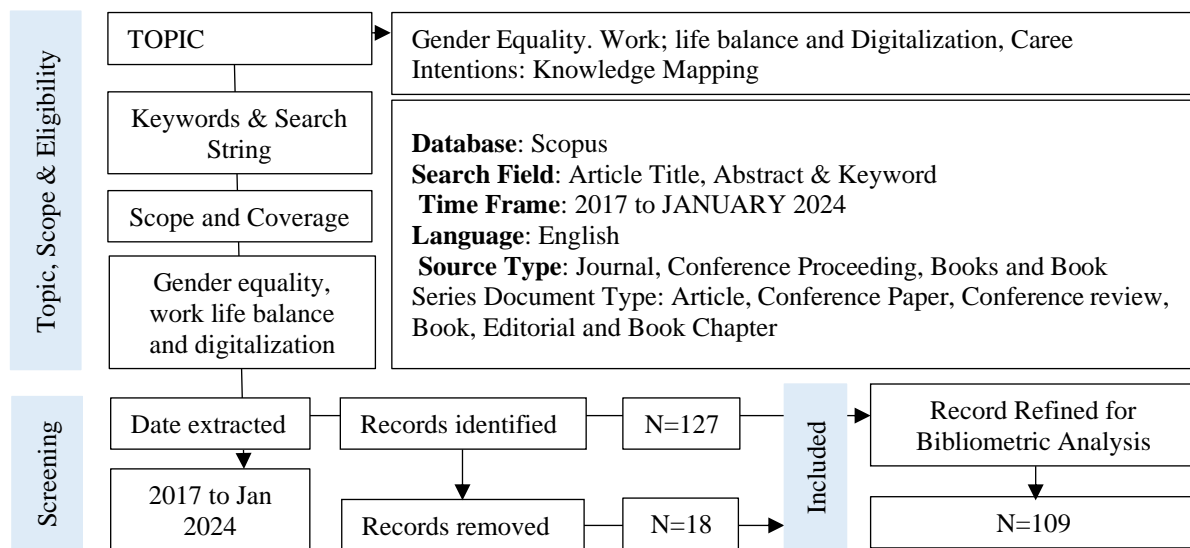 Topic, Scope & Eligibility
TOPIC
Gender Equality. Work; life balance and Digitalization, Caree
Intentions: Knowledge Mapping
Keywords & Search
String
Scope and Coverage
Gender equality,
work life balance
and digitalization
Database: Scopus
Search Field: Article Title, Abstract & Keyword
Time Frame: 2017 to JANUARY 2024
Language: English
Source Type: Journal, Conference Proceeding, Books and Book
Series Document Type: Article, Conference Paper, Conference review,
Book, Editorial and Book Chapter
Screening
Date extracted
Records identified
N=127
Included
Record Refined for
Bibliometric Analysis
2017 to Jan
2024
Records removed
N=18
N=109